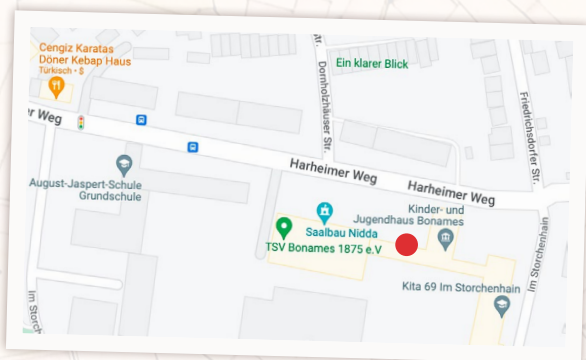 Cengiz Karatas
Döner Kebap Haus
Türkisch • $
Ein klarer Blick
Dornholzhäuser Str.
Friedrichsdorfer Str.
Harheimer Weg
Harheimer Weg
August-Jaspert-Schule
Grundschule
Kinder- und
Jugendhaus Bonames
Saalbau Nidda
TSV Bonames 1875 e.V
Kita 69 Im Storchenhain
Im Storchenhain
Im Storch
Weg